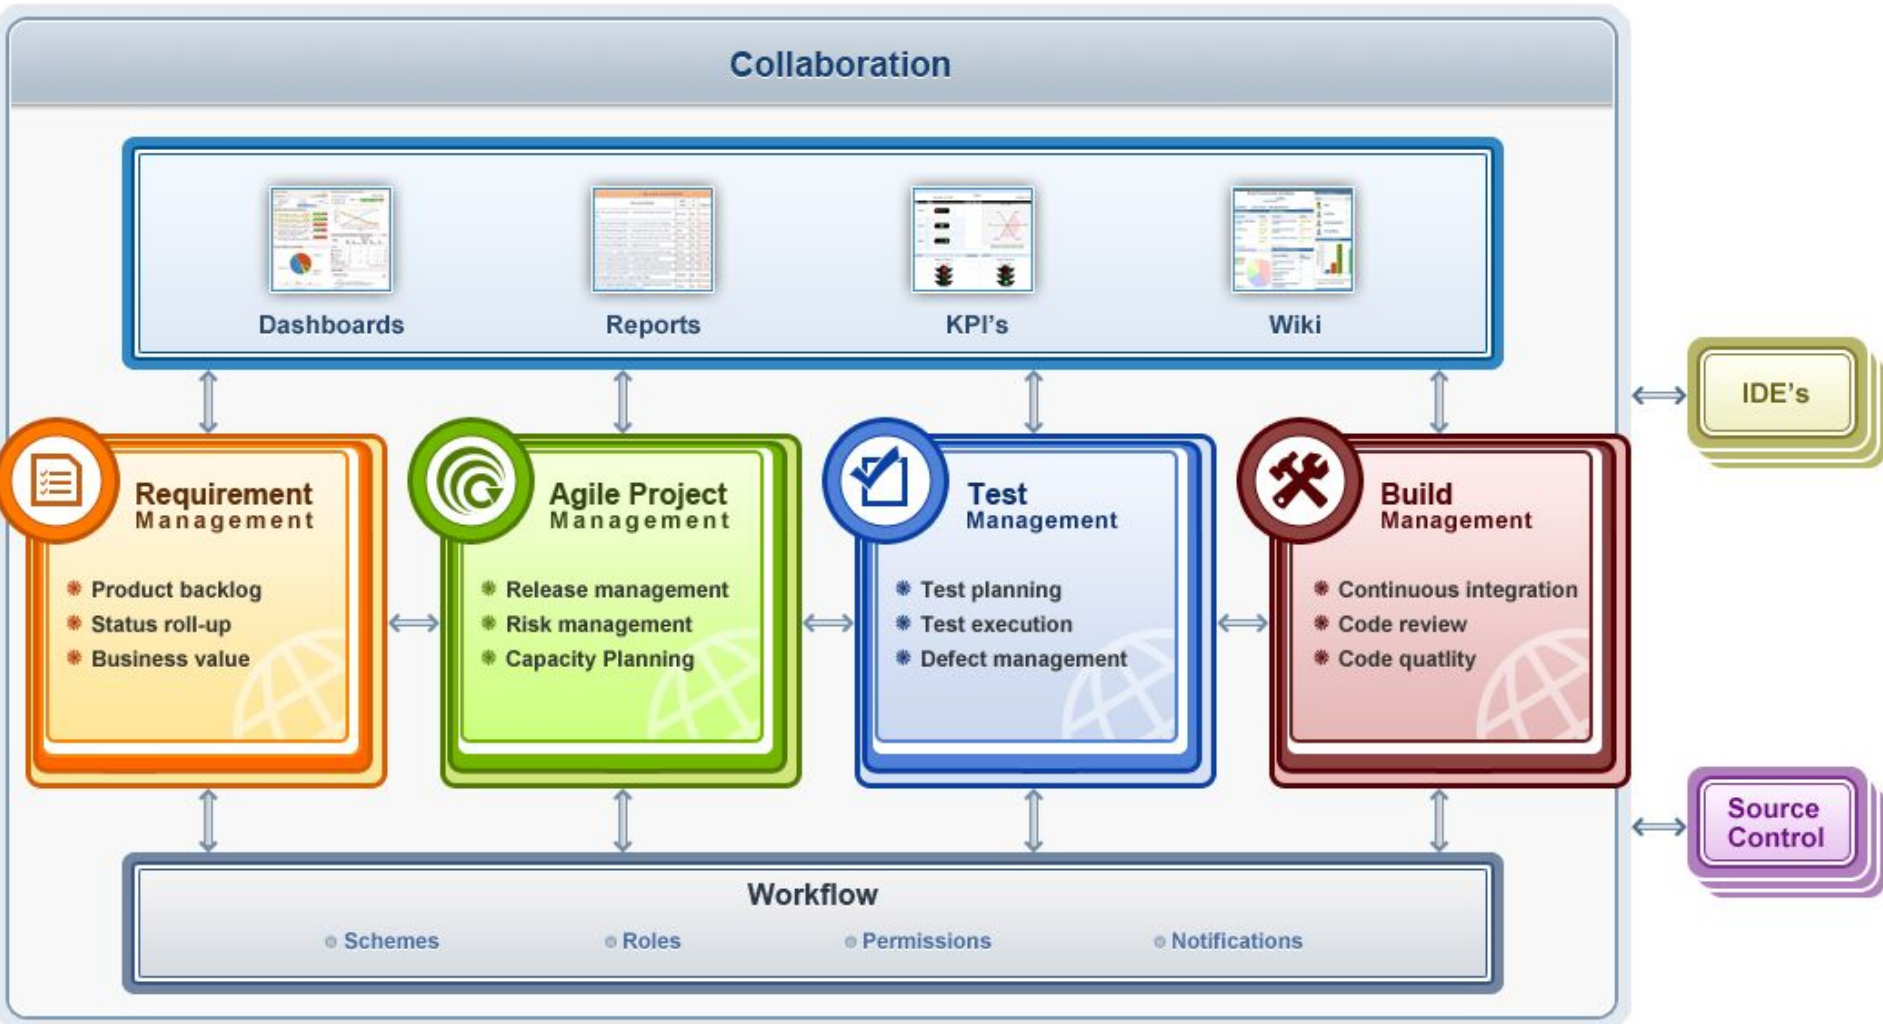 Collaboration
Dashboards
Reports
KPI's
Wiki
IDE's
Requirement
Management
Product backlog
Status roll-up
Business value
Agile Project
Management
Release management
Risk management
Capacity Planning
Test
Management
Test planning
Test execution
Defect management
Build
Management
Continuous integration
Code review
Code quatlity
Source
Control
Workflow
Schemes
Roles
Permissions
Notifications